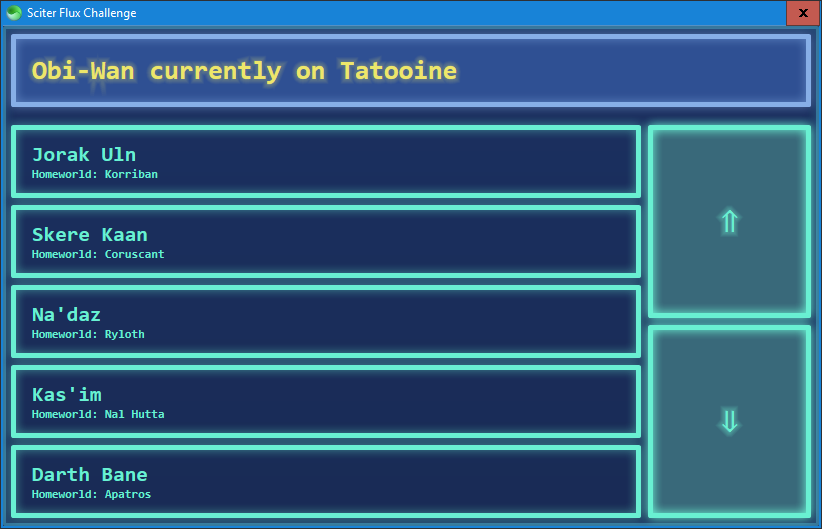 Sciter Flux Challenge
Obi-Wan currently on Tatooine
Jorak Uln
Homeworld: Korriban
Skere Kaan
Homeworld: Coruscant
Na'daz
Homeworld: Ryloth
Kas'im
Homeworld: Nal Hutta
Darth Bane
Homeworld: Apatros
⇑
⇓